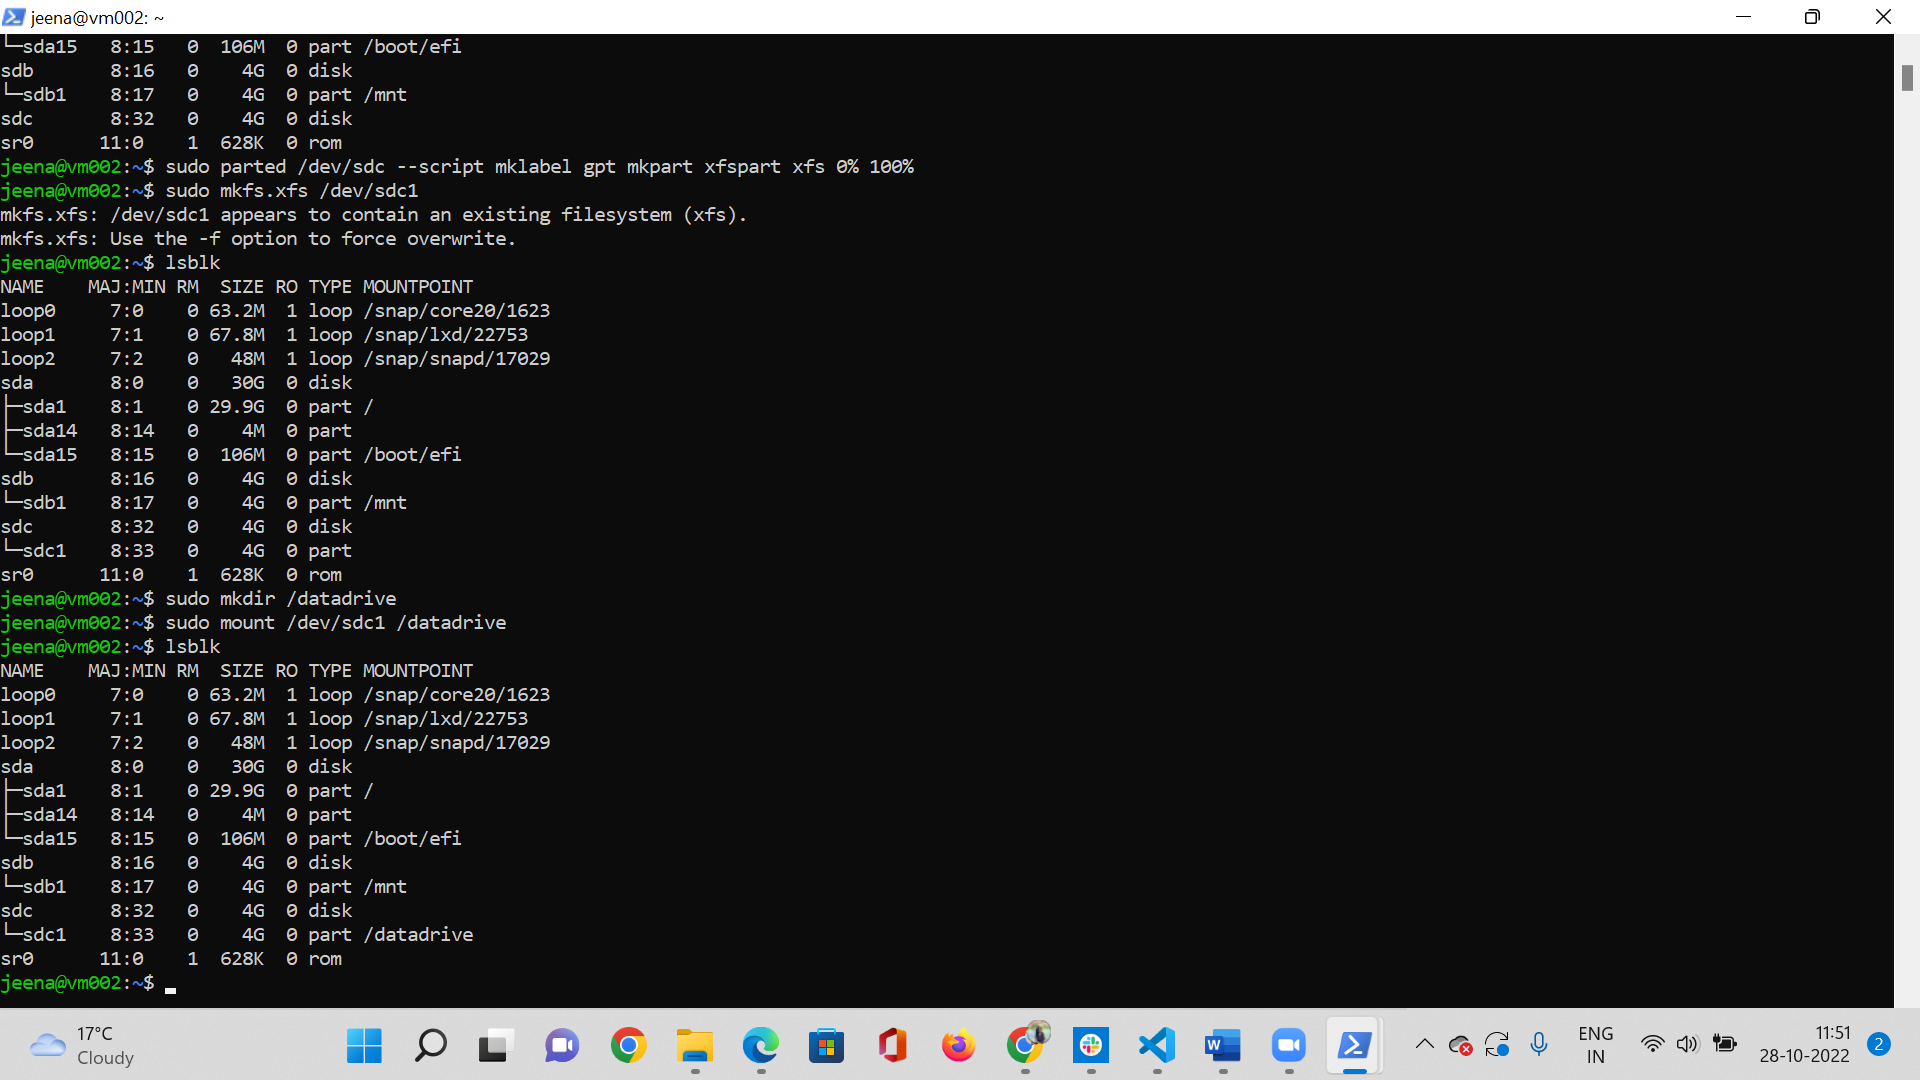 jeena@vm002: ~
└─sda15   8:15   0  106M  0 part /boot/efi
sdb       8:16   0    4G  0 disk
└─sdb1    8:17   0    4G  0 part /mnt
sdc       8:32   0    4G  0 disk
sr0      11:0    1  628K  0 rom
jeena@vm002:~$ sudo parted /dev/sdc --script mklabel gpt mkpart xfspart xfs 0% 100%
jeena@vm002:~$ sudo mkfs.xfs /dev/sdc1
mkfs.xfs: /dev/sdc1 appears to contain an existing filesystem (xfs).
mkfs.xfs: Use the -f option to force overwrite.
jeena@vm002:~$ lsblk
NAME    MAJ:MIN RM  SIZE RO TYPE MOUNTPOINT
loop0     7:0    0 63.2M  1 loop /snap/core20/1623
loop1     7:1    0 67.8M  1 loop /snap/lxd/22753
loop2     7:2    0   48M  1 loop /snap/snapd/17029
sda       8:0    0   30G  0 disk
├─sda1    8:1    0 29.9G  0 part /
├─sda14   8:14   0    4M  0 part
└─sda15   8:15   0  106M  0 part /boot/efi
sdb       8:16   0    4G  0 disk
└─sdb1    8:17   0    4G  0 part /mnt
sdc       8:32   0    4G  0 disk
└─sdc1    8:33   0    4G  0 part
sr0      11:0    1  628K  0 rom
jeena@vm002:~$ sudo mkdir /datadrive
jeena@vm002:~$ sudo mount /dev/sdc1 /datadrive
jeena@vm002:~$ lsblk
NAME    MAJ:MIN RM  SIZE RO TYPE MOUNTPOINT
loop0     7:0    0 63.2M  1 loop /snap/core20/1623
loop1     7:1    0 67.8M  1 loop /snap/lxd/22753
loop2     7:2    0   48M  1 loop /snap/snapd/17029
sda       8:0    0   30G  0 disk
├─sda1    8:1    0 29.9G  0 part /
├─sda14   8:14   0    4M  0 part
└─sda15   8:15   0  106M  0 part /boot/efi
sdb       8:16   0    4G  0 disk
└─sdb1    8:17   0    4G  0 part /mnt
sdc       8:32   0    4G  0 disk
└─sdc1    8:33   0    4G  0 part /datadrive
sr0      11:0    1  628K  0 rom
jeena@vm002:~$
17°C
Cloudy
W
ENG
IN
11:51
28-10-2022
2